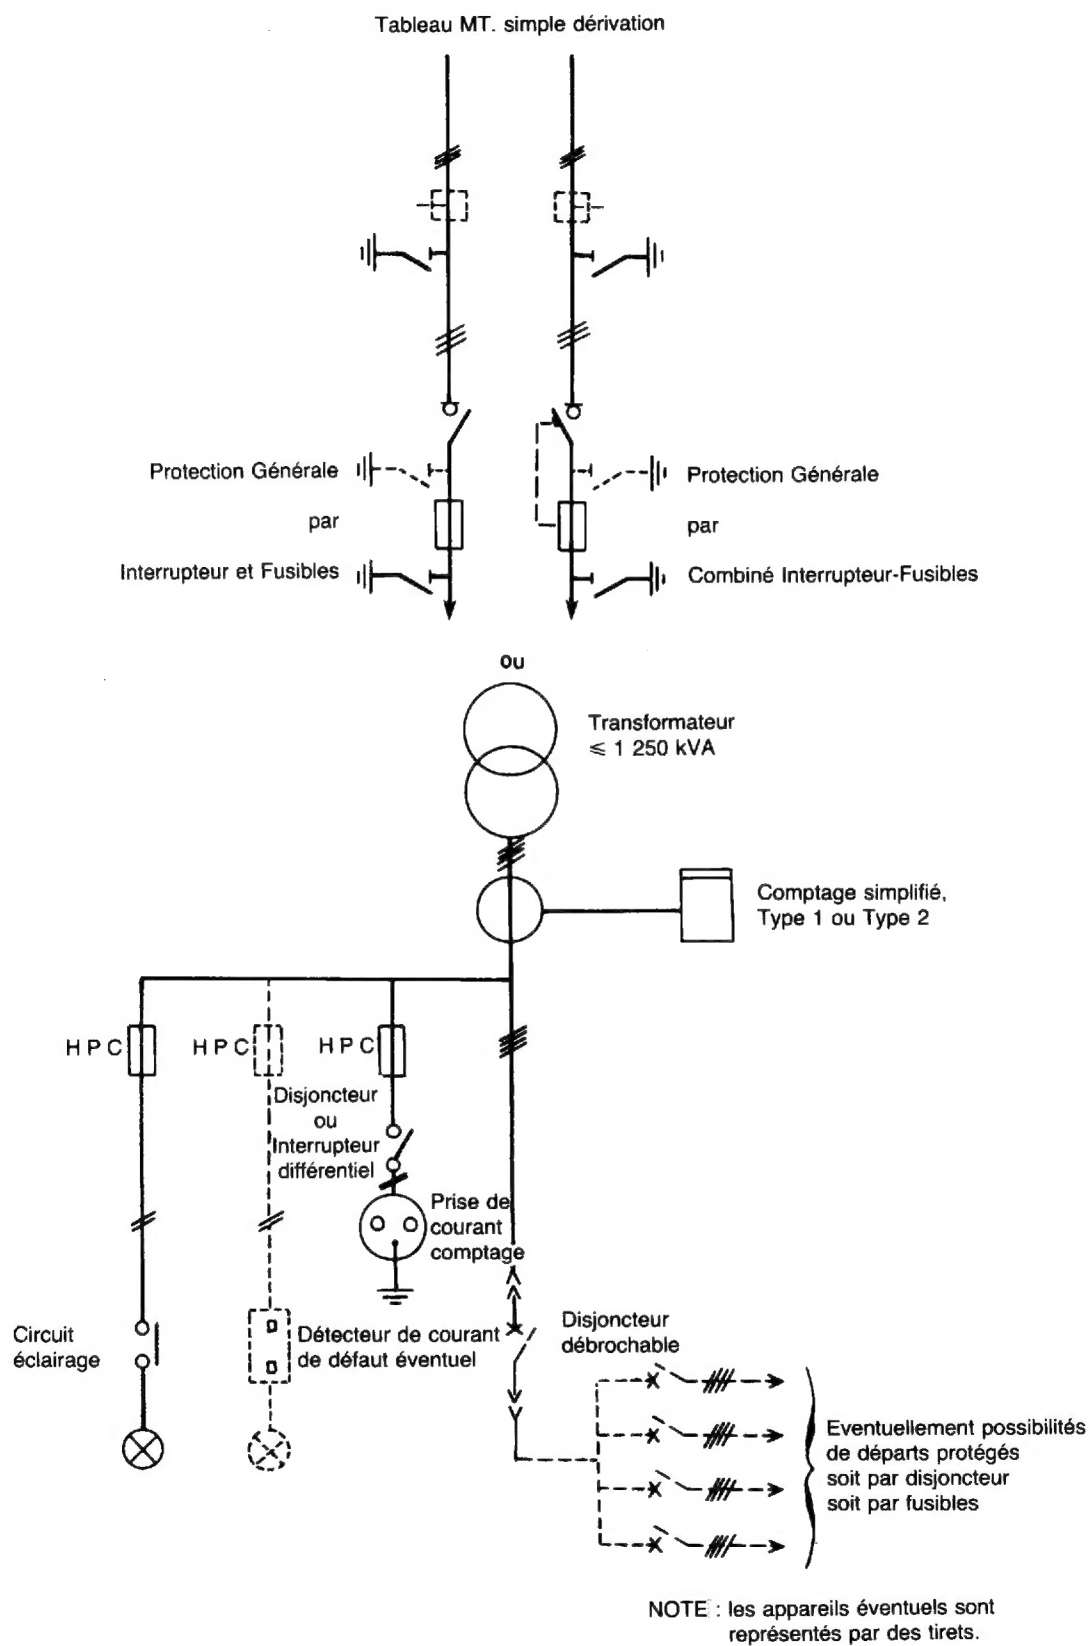 Tableau MT. simple dérivation
Protection Générale
par
Interrupteur et Fusibles
Protection Générale
par
Combiné Interrupteur-Fusibles
ou
Transformateur
⩽ 1 250 kVA
Comptage simplifié,
Type 1 ou Type 2
H P C
H P C
H P C
Disjoncteur
ou
Interrupteur
différentiel
Prise de
courant
comptage
Circuit
éclairage
Détecteur de courant
de défaut éventuel
Disjoncteur
débrochable
Eventuellement possibilités
de départs protégés
soit par disjoncteur
soit par fusibles
NOTE : les appareils éventuels sont
représentés par des tirets.